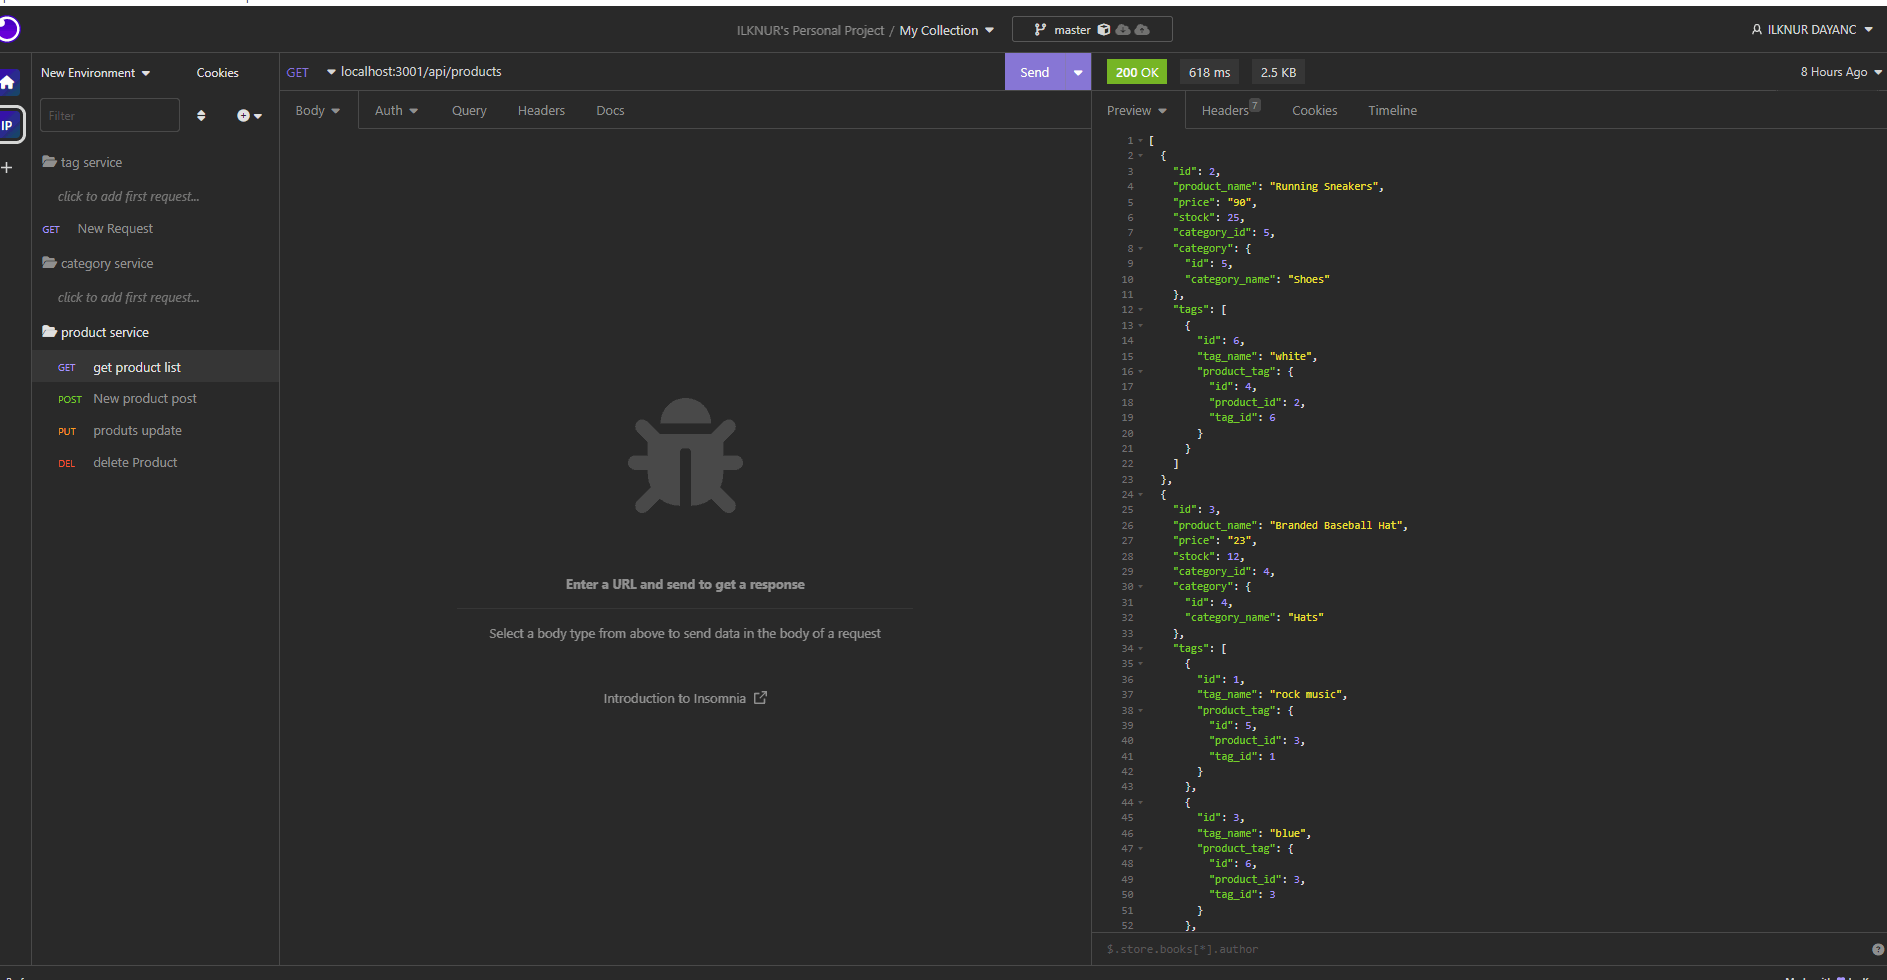 ILKNUR's Personal Project / My Collection
master
ILKNUR DAYANC
New Environment
Cookies
GET localhost:3001/api/products
Send
200 OK
618 ms
2.5 KB
8 Hours Ago
Filter
Body
Auth
Query
Headers
Docs
Preview
Headers 7
Cookies
Timeline
IP
tag service
click to add first request...
GET New Request
category service
click to add first request...
product service
GET get product list
POST New product post
PUT produts update
DEL delete Product
Enter a URL and send to get a response
Select a body type from above to send data in the body of a request
Introduction to Insomnia
1 [
2 {
3 "id": 2,
4 "product_name": "Running Sneakers",
5 "price": "90",
6 "stock": 25,
7 "category_id": 5,
8 "category": {
9 "id": 5,
10 "category_name": "Shoes"
11 },
12 "tags": [
13 {
14 "id": 6,
15 "tag_name": "white",
16 "product_tag": {
17 "id": 4,
18 "product_id": 2,
19 "tag_id": 6
20 }
21 }
22 ]
23 },
24 {
25 "id": 3,
26 "product_name": "Branded Baseball Hat",
27 "price": "23",
28 "stock": 12,
29 "category_id": 4,
30 "category": {
31 "id": 4,
32 "category_name": "Hats"
33 },
34 "tags": [
35 {
36 "id": 1,
37 "tag_name": "rock music",
38 "product_tag": {
39 "id": 5,
40 "product_id": 3,
41 "tag_id": 1
42 }
43 },
44 {
45 "id": 3,
46 "tag_name": "blue",
47 "product_tag": {
48 "id": 6,
49 "product_id": 3,
50 "tag_id": 3
51 }
52 },
$.store.books[*].author